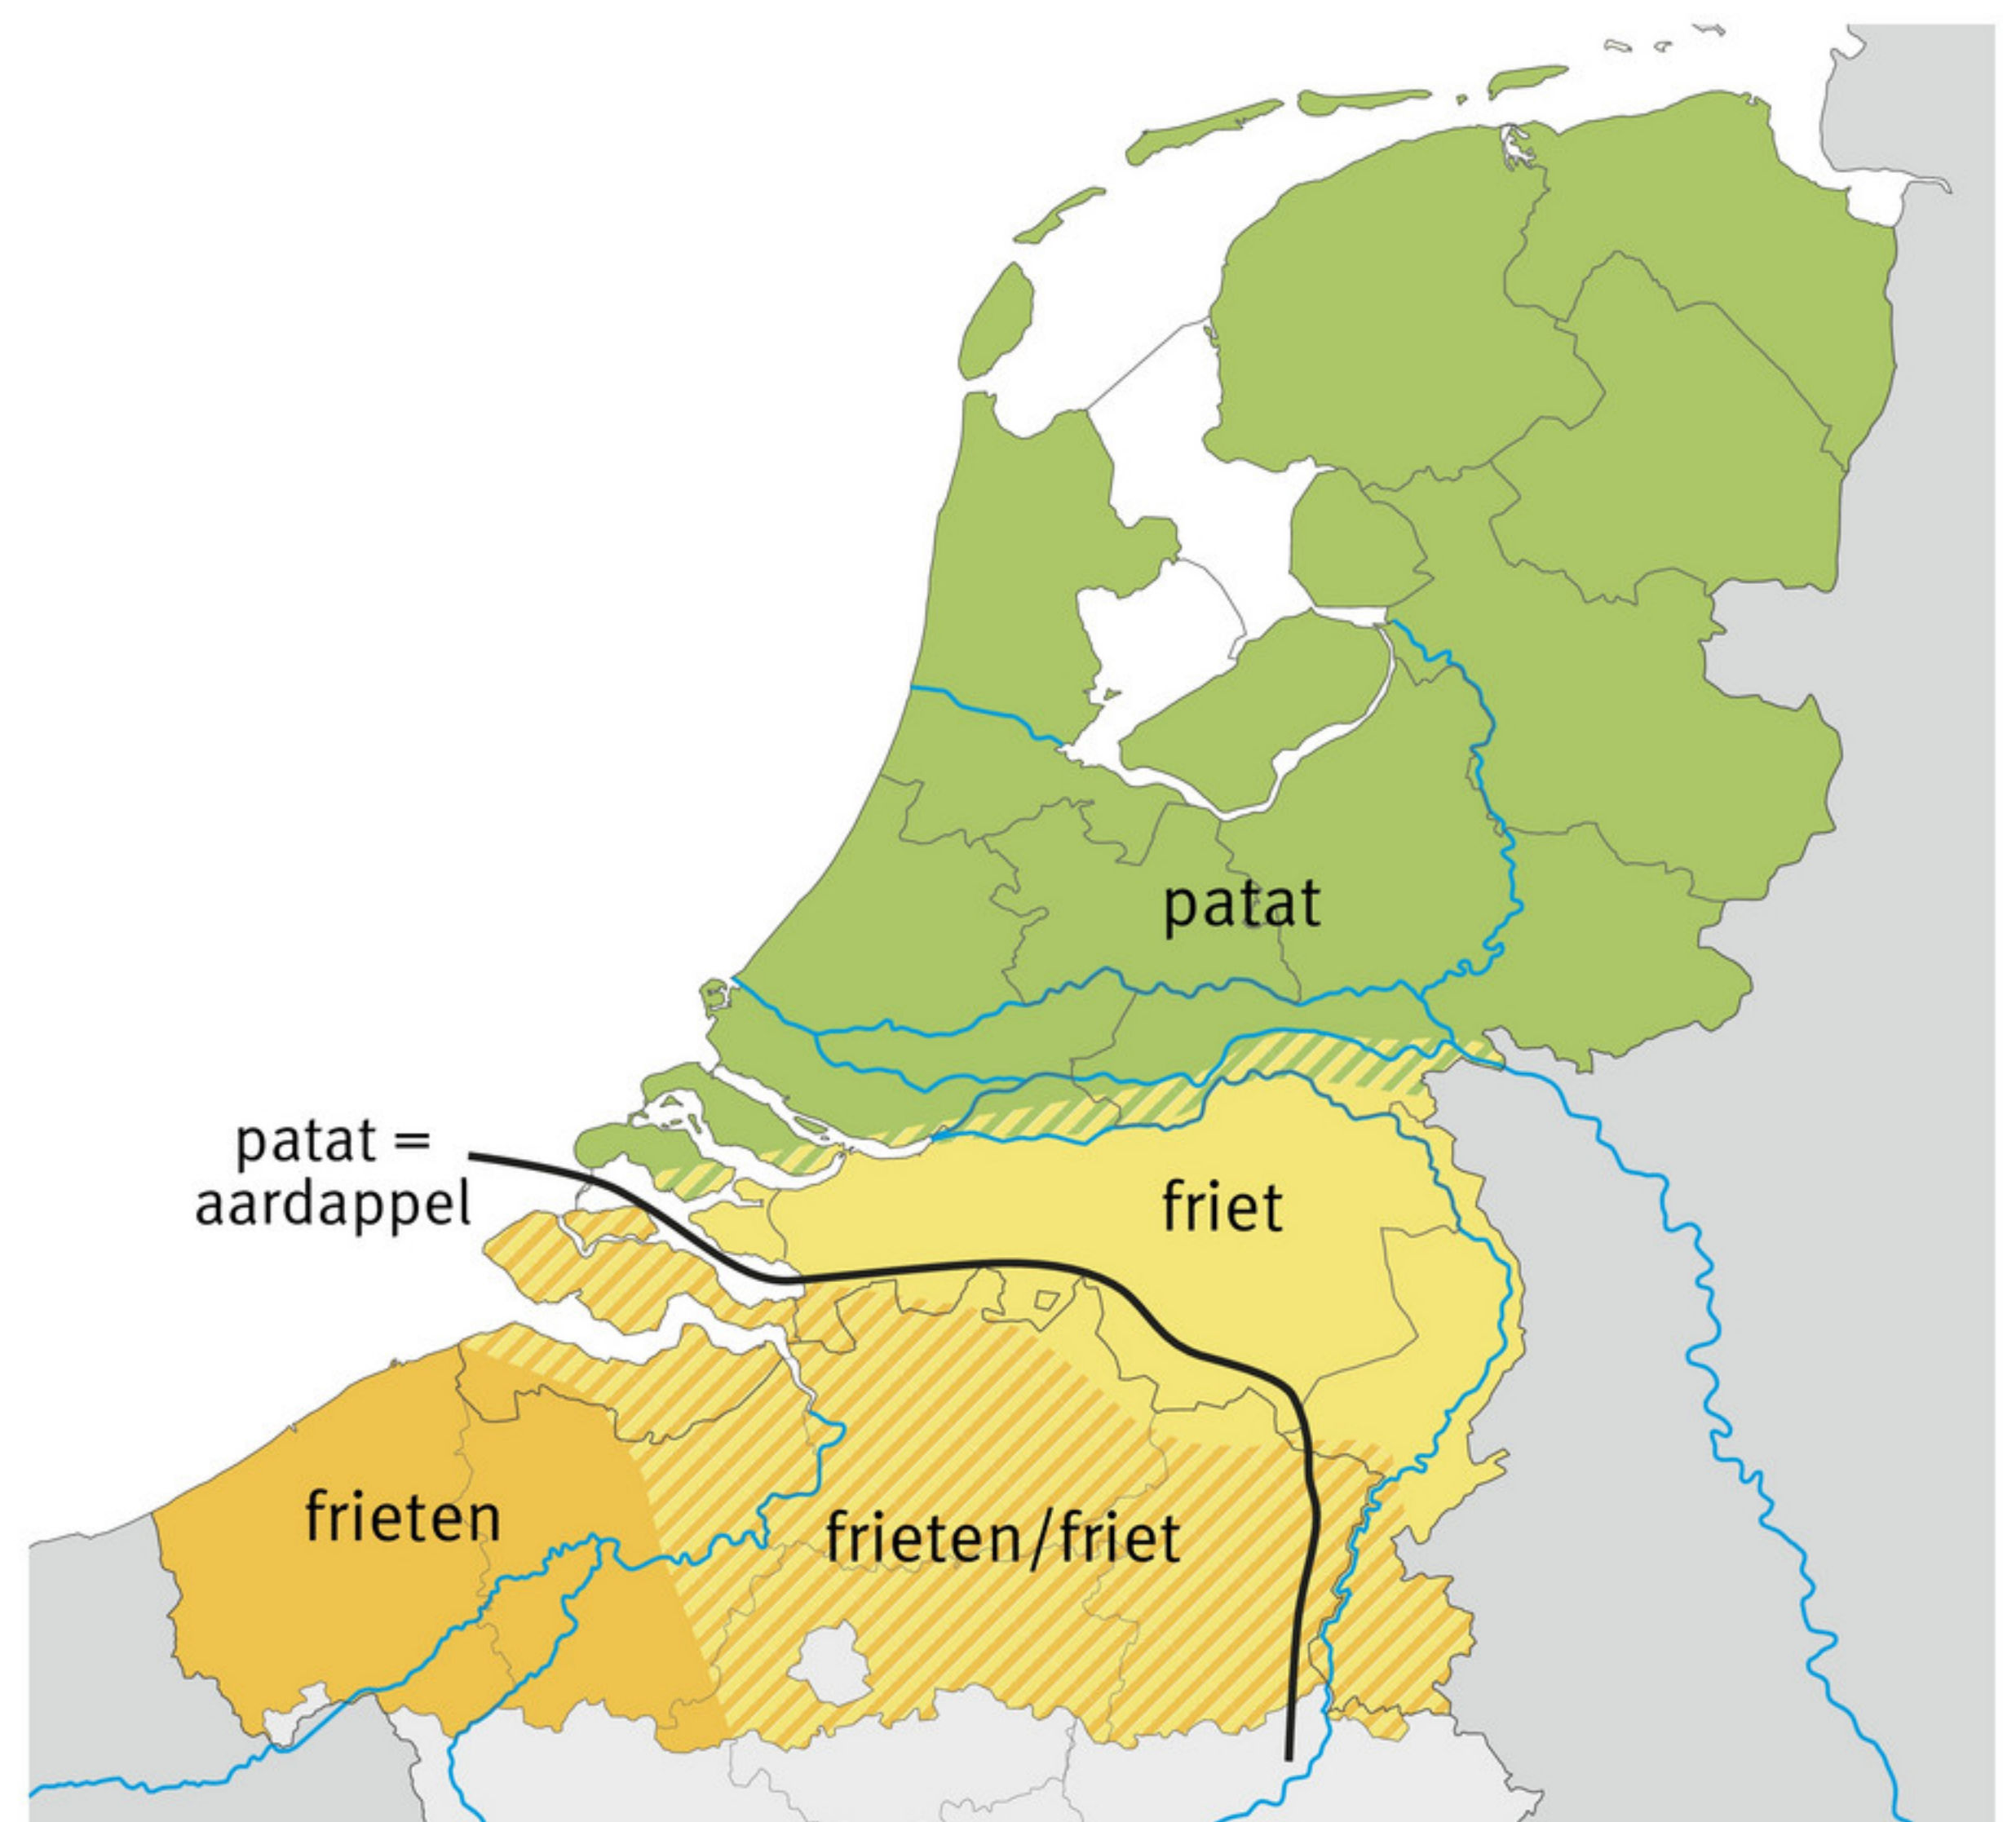 patat
patat =
aardappel
friet
frieten
frieten/friet